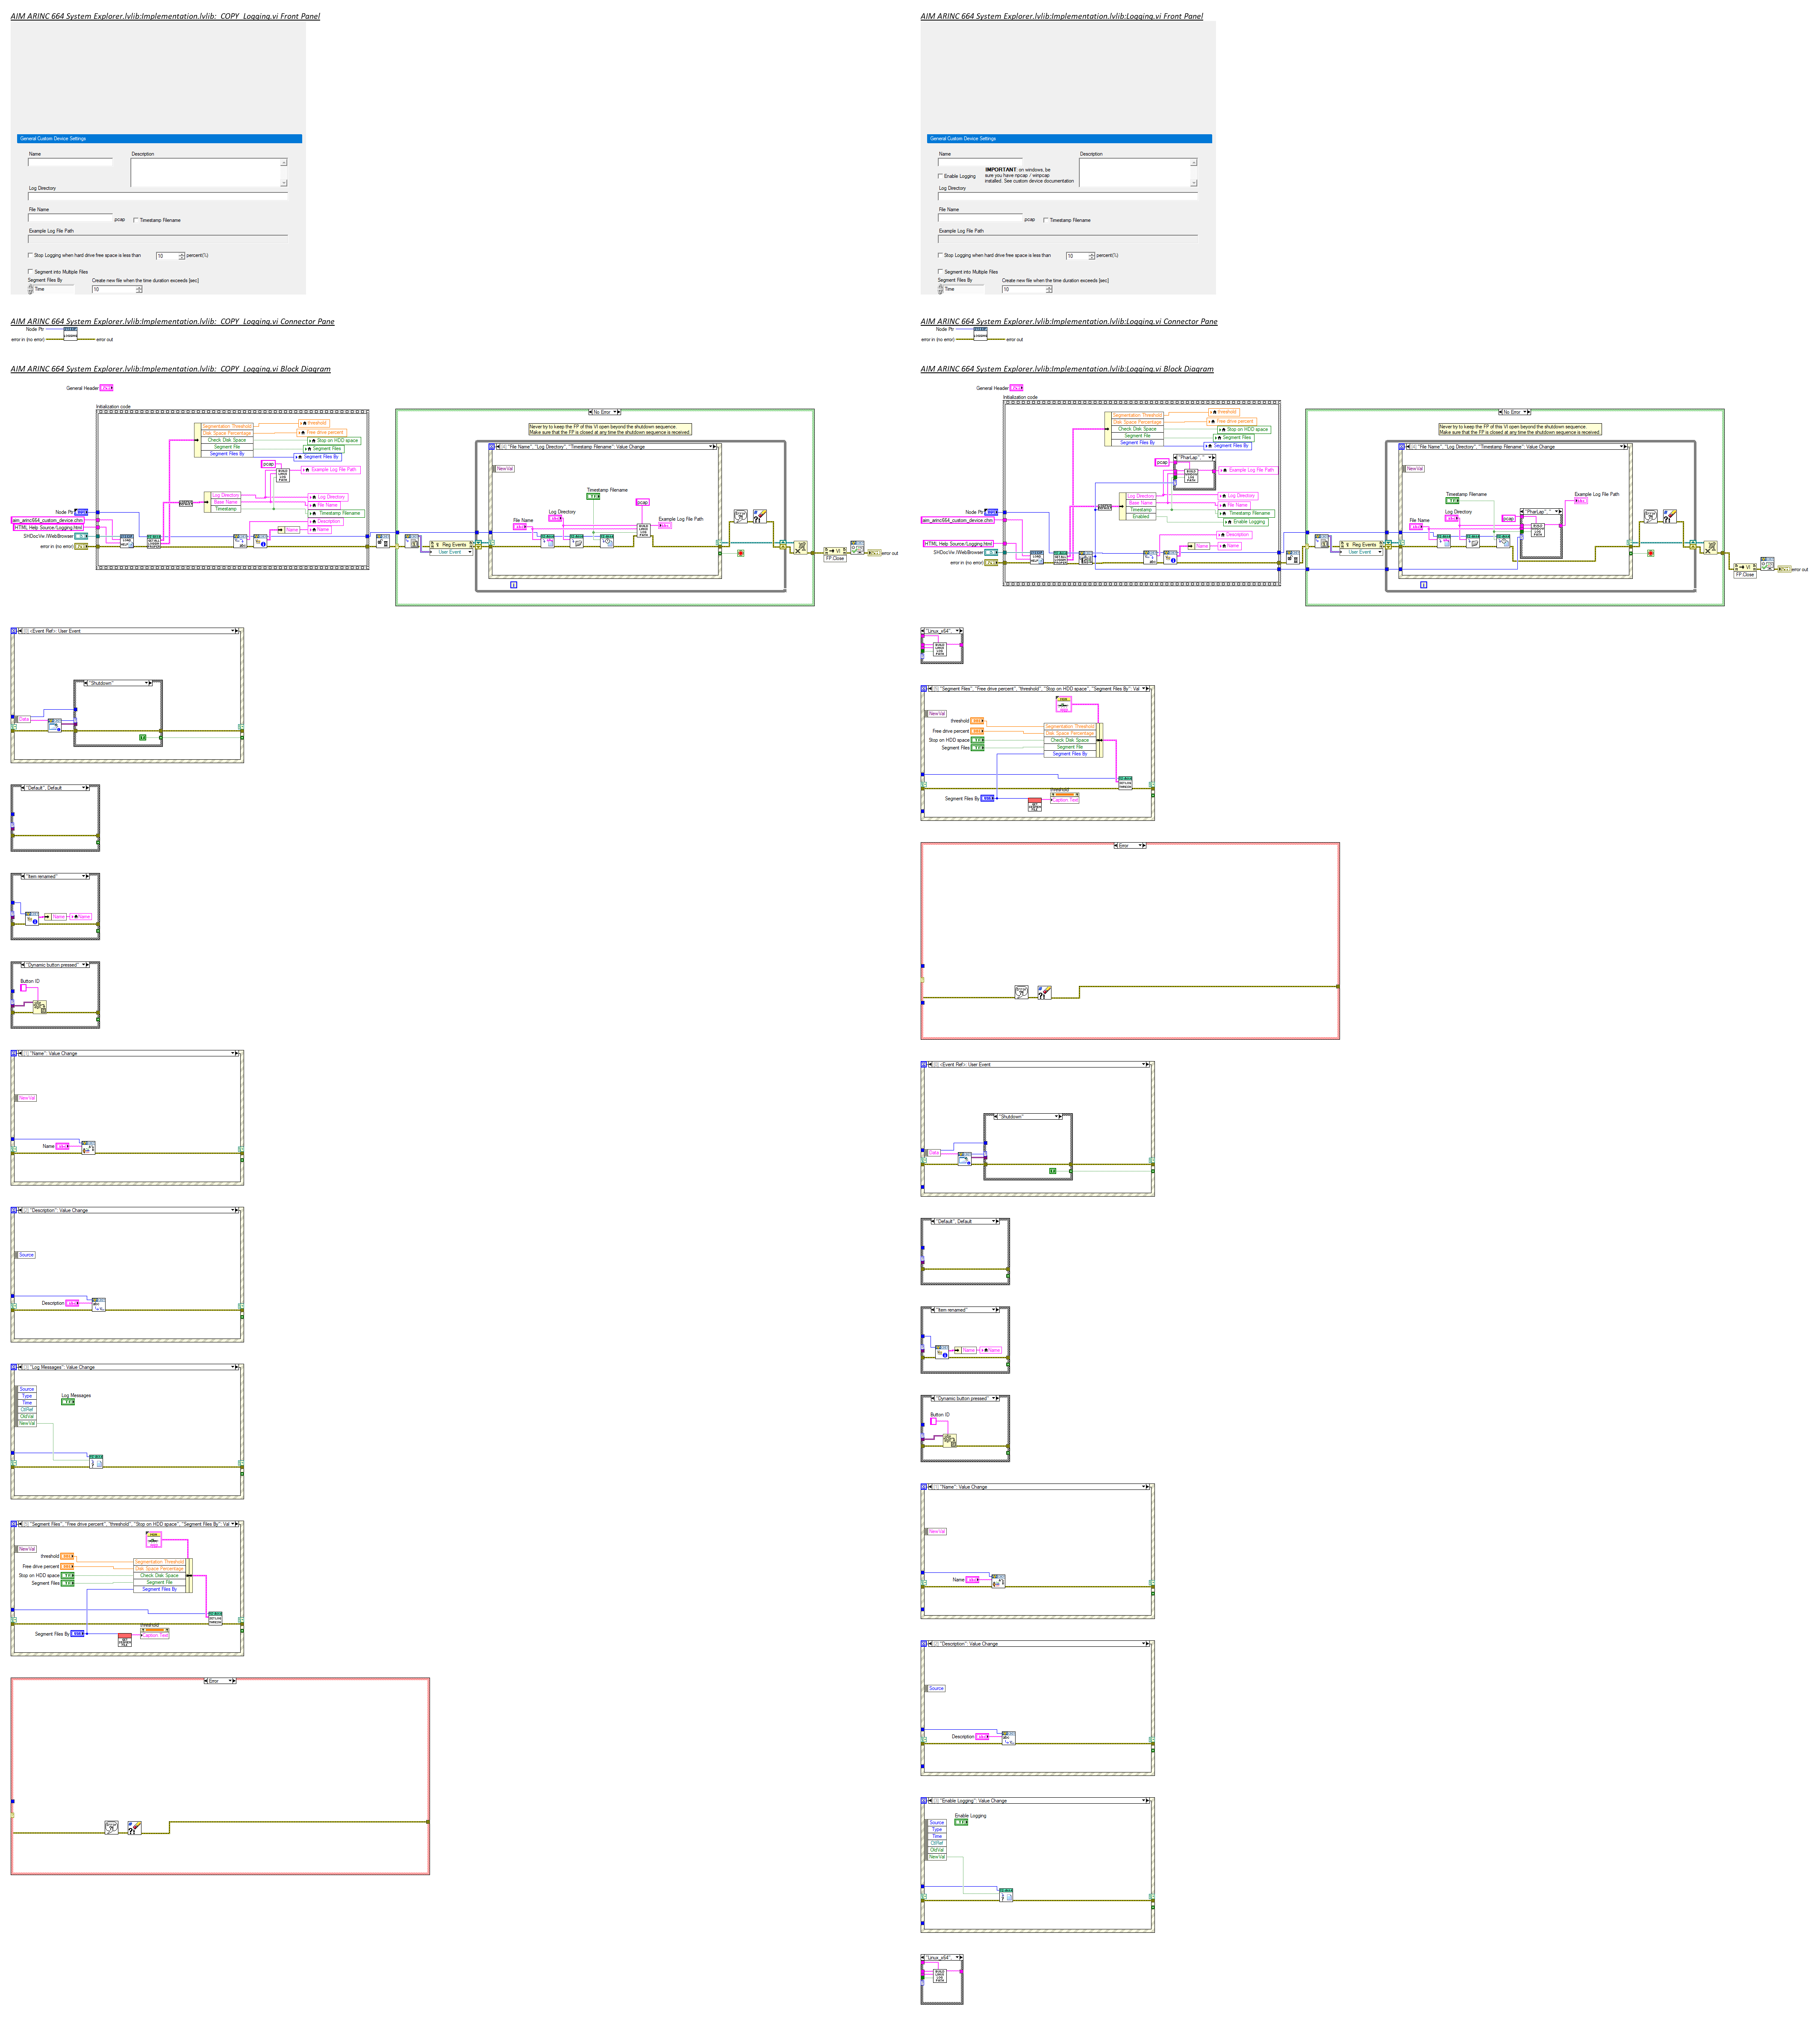 AIM ARINC 664 System Explorer.lvlib:Implementation.lvlib:_COPY_Logging.vi Front Panel
General Custom Device Settings
Name
Description
Log Directory
File Name
pcap
Timestamp Filename
Example Log File Path
Stop Logging when hard drive free space is less than
10
percent(%)
Segment into Multiple Files
Segment Files By
Create new file when the time duration exceeds [sec]
Time
10
AIM ARINC 664 System Explorer.lvlib:Implementation.lvlib:_COPY_Logging.vi Connector Pane
Node Ptr
error in (no error)
error out
AIM ARINC 664 System Explorer.lvlib:Implementation.lvlib:_COPY_Logging.vi Block Diagram
General Header
Initialization code
Segmentation Threshold
Disk Space Percentage
Check Disk Space
Segment File
Segment Files By
threshold
Free drive percent
Stop on HDD space
Segment Files
Segment Files By
pcap
Example Log File Path
Log Directory
Base Name
Timestamp
Log Directory
File Name
Timestamp Filename
Description
Name
Name
Node Ptr
aim_arinc664_custom_device.chm
HTML Help Source/Logging.html
SHDocVw.IWebBrowser
error in (no error)
No Error
Never try to keep the FP of this VI open beyond the shutdown sequence.
Make sure that the FP is closed at any time the shutdown sequence is received.
[4] "File Name", "Log Directory", "Timestamp Filename": Value Change
NewVal
Timestamp Filename
pcap
Log Directory
File Name
Example Log File Path
Reg Events
User Event
VI
FP.Close
error out
[0] <Event Ref>: User Event
"Shutdown"
Data
"Default", Default
"Item renamed"
Name
Name
"Dynamic button pressed"
Button ID
[1] "Name": Value Change
NewVal
Name
[2] "Description": Value Change
Source
Description
[3] "Log Messages": Value Change
Source
Type
Time
CtlRef
OldVal
NewVal
Log Messages
[5] "Segment Files", "Free drive percent", "threshold", "Stop on HDD space", "Segment Files By": Val
NewVal
threshold
Free drive percent
Stop on HDD space
Segment Files
Segmentation Threshold
Disk Space Percentage
Check Disk Space
Segment File
Segment Files By
Segment Files By
threshold
Caption.Text
Error
AIM ARINC 664 System Explorer.lvlib:Implementation.lvlib:Logging.vi Front Panel
General Custom Device Settings
Name
Description
Enable Logging
IMPORTANT: on windows, be
sure you have npcap / winpcap
installed. See custom device documentation
Log Directory
File Name
pcap
Timestamp Filename
Example Log File Path
Stop Logging when hard drive free space is less than
10
percent(%)
Segment into Multiple Files
Segment Files By
Create new file when the time duration exceeds [sec]
Time
10
AIM ARINC 664 System Explorer.lvlib:Implementation.lvlib:Logging.vi Connector Pane
Node Ptr
error in (no error)
error out
AIM ARINC 664 System Explorer.lvlib:Implementation.lvlib:Logging.vi Block Diagram
General Header
Initialization code
Segmentation Threshold
Disk Space Percentage
Check Disk Space
Segment File
Segment Files By
threshold
Free drive percent
Stop on HDD space
Segment Files
Segment Files By
"PharLap", "
pcap
Example Log File Path
Log Directory
Base Name
Timestamp
Enabled
Log Directory
File Name
Timestamp Filename
Enable Logging
Description
Name
Name
Node Ptr
aim_arinc664_custom_device.chm
HTML Help Source/Logging.html
SHDocVw.IWebBrowser
error in (no error)
No Error
Never try to keep the FP of this VI open beyond the shutdown sequence.
Make sure that the FP is closed at any time the shutdown sequence is received.
[4] "File Name", "Log Directory", "Timestamp Filename": Value Change
NewVal
Timestamp Filename
Log Directory
File Name
pcap
"PharLap", "
Example Log File Path
Reg Events
User Event
VI
FP.Close
error out
"Linux_x64",
[5] "Segment Files", "Free drive percent", "threshold", "Stop on HDD space", "Segment Files By": Val
NewVal
threshold
Free drive percent
Stop on HDD space
Segment Files
Segmentation Threshold
Disk Space Percentage
Check Disk Space
Segment File
Segment Files By
Segment Files By
threshold
Caption.Text
Error
[0] <Event Ref>: User Event
"Shutdown"
Data
"Default", Default
"Item renamed"
Name
Name
"Dynamic button pressed"
Button ID
[1] "Name": Value Change
NewVal
Name
[2] "Description": Value Change
Source
Description
[3] "Enable Logging": Value Change
Source
Type
Time
CtlRef
OldVal
NewVal
Enable Logging
"Linux_x64",